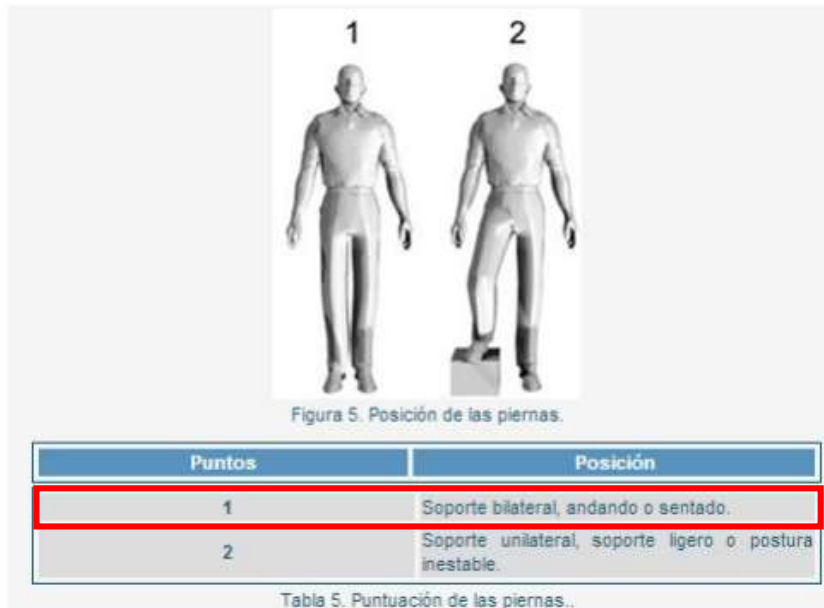 1 2
Figura 5. Posición de las piernas.
Puntos Posición
1 Soporte bilateral, andando o sentado.
2 Soporte unilateral, soporte ligero o postura
inestable.
Tabla 5. Puntuación de las piernas..